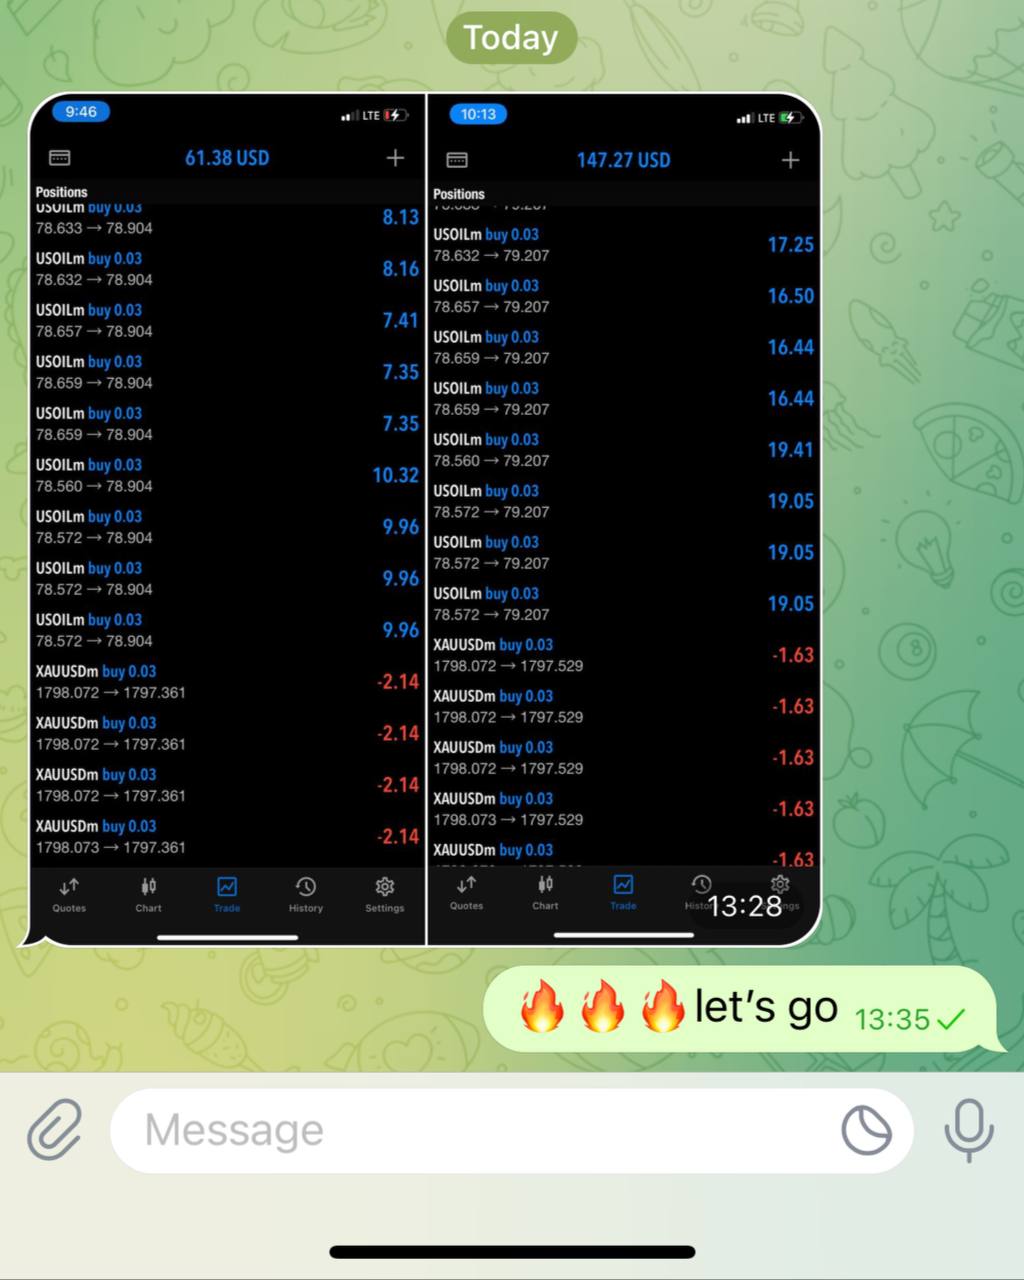 Today
9:46
LTE
61.38 USD
Positions
USOILm buy 0.03
8.13
78.633 → 78.904
USOILm buy 0.03
8.16
78.632 → 78.904
USOILm buy 0.03
7.41
78.657 → 78.904
USOILm buy 0.03
7.35
78.659 → 78.904
USOILm buy 0.03
7.35
78.659 → 78.904
USOILm buy 0.03
10.32
78.560 → 78.904
USOILm buy 0.03
9.96
78.572 → 78.904
USOILm buy 0.03
9.96
78.572 → 78.904
USOILm buy 0.03
9.96
78.572 → 78.904
XAUUSDm buy 0.03
-2.14
1798.072 → 1797.361
XAUUSDm buy 0.03
-2.14
1798.072 → 1797.361
XAUUSDm buy 0.03
-2.14
1798.072 → 1797.361
XAUUSDm buy 0.03
-2.14
1798.073 → 1797.361
Quotes Chart Trade History Settings
10:13
LTE
147.27 USD
Positions
USOILm buy 0.03
17.25
78.632 → 79.207
USOILm buy 0.03
16.50
78.657 → 79.207
USOILm buy 0.03
16.44
78.659 → 79.207
USOILm buy 0.03
16.44
78.659 → 79.207
USOILm buy 0.03
19.41
78.560 → 79.207
USOILm buy 0.03
19.05
78.572 → 79.207
USOILm buy 0.03
19.05
78.572 → 79.207
USOILm buy 0.03
19.05
78.572 → 79.207
XAUUSDm buy 0.03
-1.63
1798.072 → 1797.529
XAUUSDm buy 0.03
-1.63
1798.072 → 1797.529
XAUUSDm buy 0.03
-1.63
1798.072 → 1797.529
XAUUSDm buy 0.03
-1.63
1798.073 → 1797.529
XAUUSDm buy 0.03
-1.63
Quotes Chart Trade
13:28
🔥🔥🔥let's go 13:35
Message